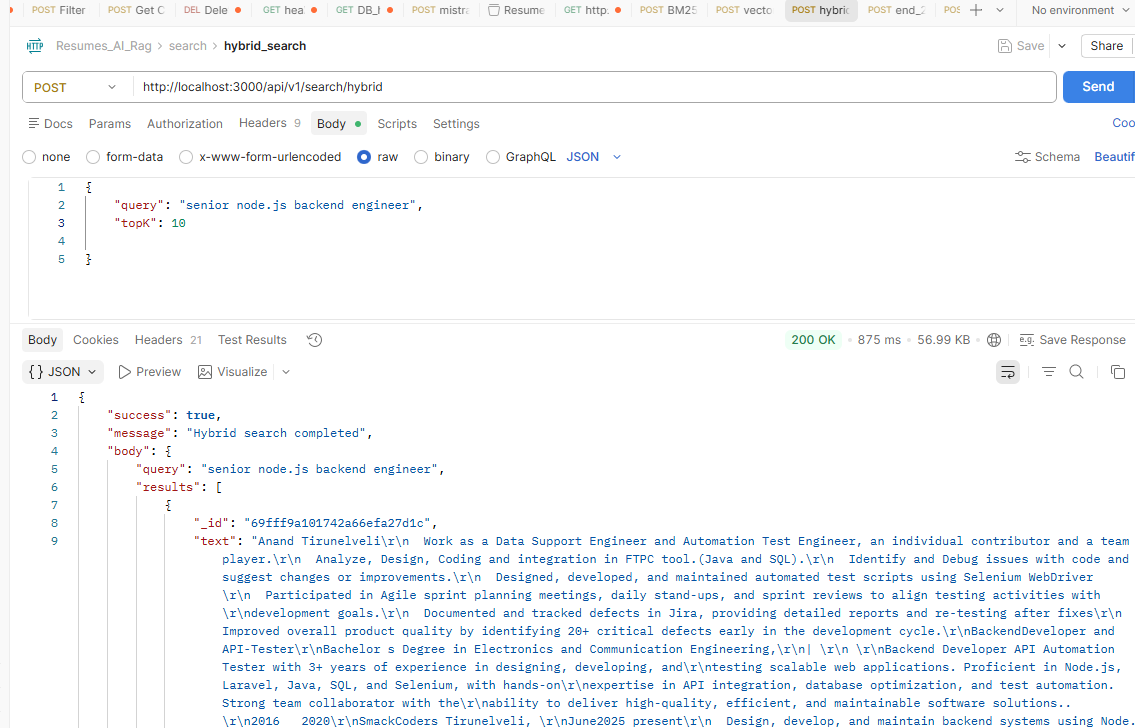 POST Filter POST Get C DEL Dele GET hea GET DB_H POST mistra Resume GET http: POST BM25 POST vecto POST hybri POST end_2 POS No environment
HTTP Resumes_AI_Rag > search > hybrid_search Save Share
POST http://localhost:3000/api/v1/search/hybrid Send
Docs Params Authorization Headers 9 Body Scripts Settings Coo
none form-data x-www-form-urlencoded raw binary GraphQL JSON Schema Beautif
1 {
2 "query": "senior node.js backend engineer",
3 "topK": 10
4
5 }
Body Cookies Headers 21 Test Results 200 OK • 875 ms • 56.99 KB e.g. Save Response
{} JSON Preview Visualize
1 {
2 "success": true,
3 "message": "Hybrid search completed",
4 "body": {
5 "query": "senior node.js backend engineer",
6 "results": [
7 {
8 "_id": "69fff9a101742a66efa27d1c",
9 "text": "Anand Tirunelveli\r\n  Work as a Data Support Engineer and Automation Test Engineer, an individual contributor and a team
player.\r\n  Analyze, Design, Coding and integration in FTPC tool.(Java and SQL).\r\n  Identify and Debug issues with code and
suggest changes or improvements.\r\n  Designed, developed, and maintained automated test scripts using Selenium WebDriver
\r\n  Participated in Agile sprint planning meetings, daily stand-ups, and sprint reviews to align testing activities with
\r\ndevelopment goals.\r\n  Documented and tracked defects in Jira, providing detailed reports and re-testing after fixes\r\n
Improved overall product quality by identifying 20+ critical defects early in the development cycle.\r\nBackendDeveloper and
API-Tester\r\nBachelor s Degree in Electronics and Communication Engineering,\r\n| \r\n \r\nBackend Developer API Automation
Tester with 3+ years of experience in designing, developing, and\r\ntesting scalable web applications. Proficient in Node.js,
Laravel, Java, SQL, and Selenium, with hands-on\r\nexpertise in API integration, database optimization, and test automation.
Strong team collaborator with the\r\nability to deliver high-quality, efficient, and maintainable software solutions..
\r\n2016   2020\r\nSmackCoders Tirunelveli, \r\nJune2025 present\r\n  Design, develop, and maintain backend systems using Node.